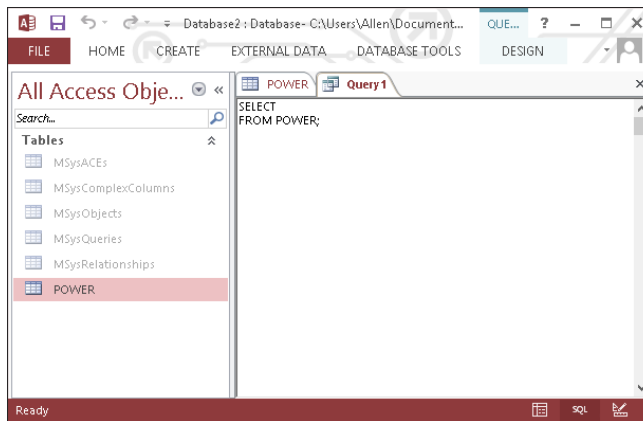 Database2 : Database- C:\Users\Allen\Document... QUE... ?
FILE HOME CREATE EXTERNAL DATA DATABASE TOOLS DESIGN
All Access Obje... «
Search...
Tables
MSysACEs
MSysComplexColumns
MSysObjects
MSysQueries
MSysRelationships
POWER
POWER Query1
SELECT
FROM POWER;
Ready SQL